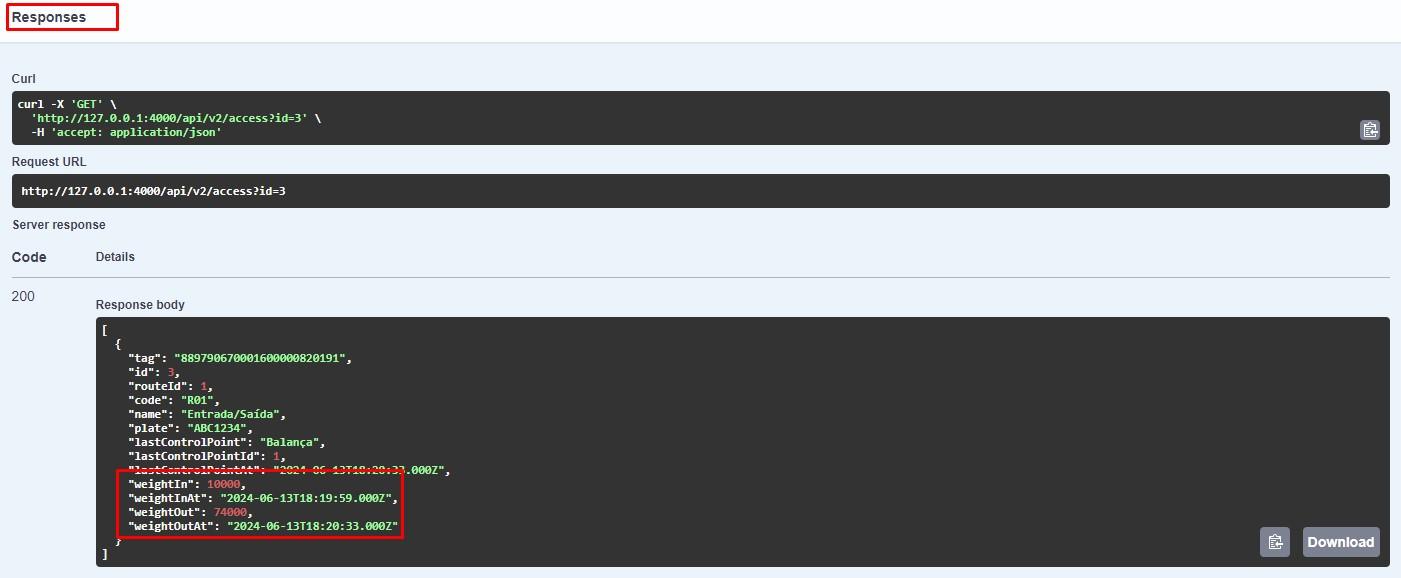 Responses
Curl
curl -X 'GET' \
'http://127.0.0.1:4000/api/v2/access?id=3' \
-H 'accept: application/json'
Request URL
http://127.0.0.1:4000/api/v2/access?id=3
Server response
Code Details
200
Response body
[
{
"tag": "889790670001600000820191",
"id": 3,
"routeId": 1,
"code": "R01",
"name": "Entrada/Saída",
"plate": "ABC1234",
"lastControlPoint": "Balança",
"lastControlPointId": 1,
"lastControlPointAt": "2024-06-13T18:20:33.000Z",
"weightIn": 10000,
"weightInAt": "2024-06-13T18:19:59.000Z",
"weightOut": 74000,
"weightOutAt": "2024-06-13T18:20:33.000Z"
}
]
Download